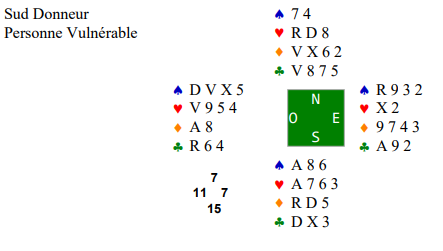 Sud Donneur
Personne Vulnérable
♠ 7 4
♥ R D 8
♦ V X 6 2
♣ V 8 7 5
♠ D V X 5
♥ V 9 5 4
♦ A 8
♣ R 6 4
N
O E
S
♠ R 9 3 2
♥ X 2
♦ 9 7 4 3
♣ A 9 2
7
11 7
15
♠ A 8 6
♥ A 7 6 3
♦ R D 5
♣ D X 3